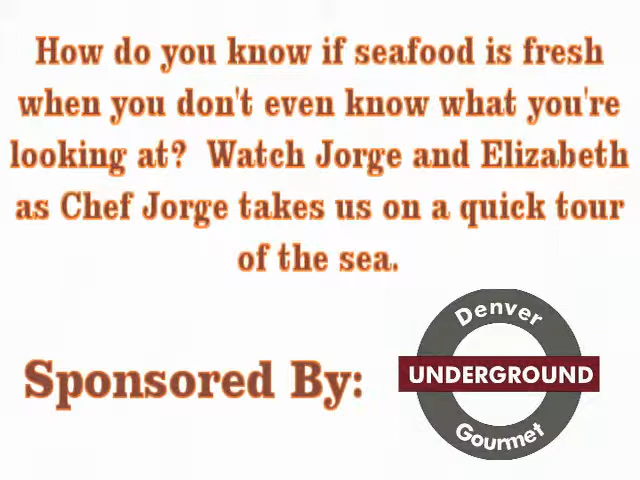 How do you know if seafood is fresh
when you don't even know what you're
looking at?  Watch Jorge and Elizabeth
as Chef Jorge takes us on a quick tour
of the sea.
Sponsored By:
Denver
UNDERGROUND
Gourmet